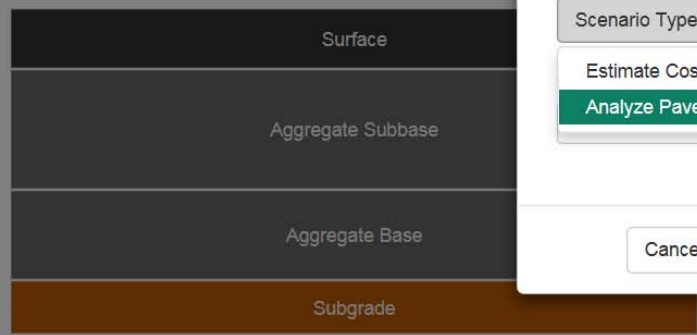 Surface
Aggregate Subbase
Aggregate Base
Subgrade
Scenario Type
Estimate Cos
Analyze Pave
Cance